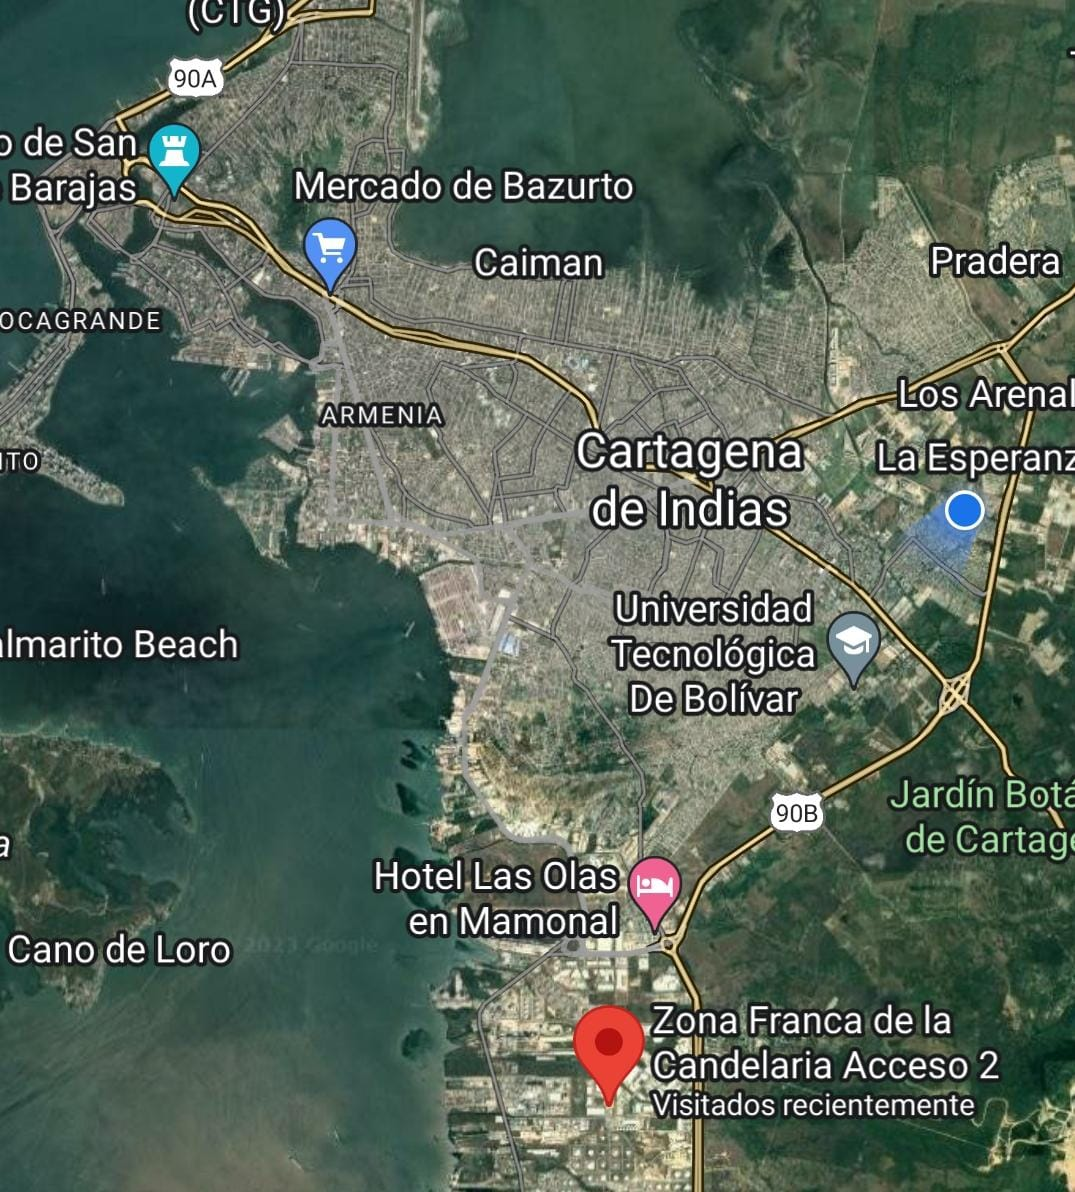 (CTG)
90A
o de San
Barajas
Mercado de Bazurto
Caiman
Pradera
OCAGRANDE
Los Arenal
ARMENIA
La Esperanz
Cartagena
de Indias
ITO
Universidad
Tecnológica
De Bolívar
almarito Beach
90B
Jardín Botá
de Cartage
a
Hotel Las Olas
en Mamonal
Cano de Loro
2023 Google
Zona Franca de la
Candelaria Acceso 2
Visitados recientemente